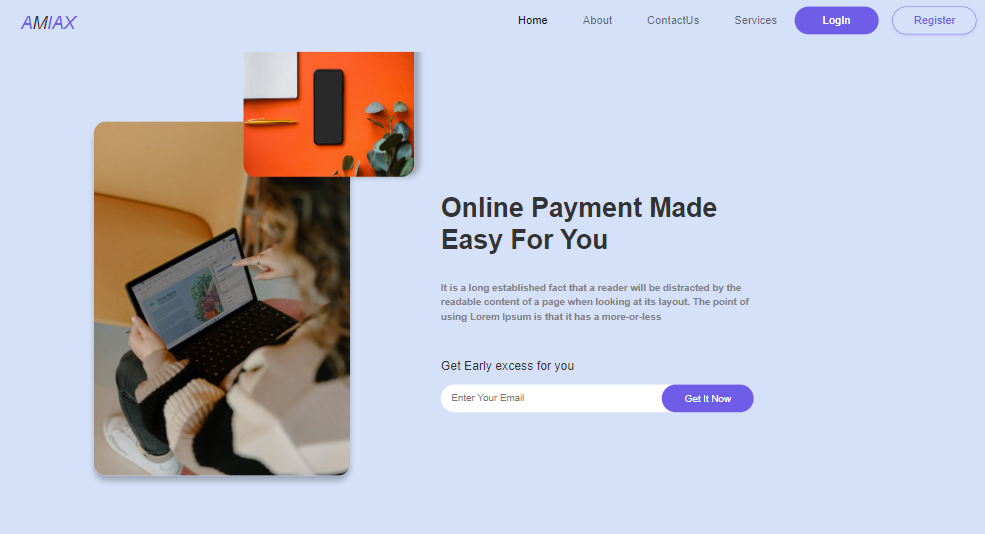 AMIAX
Home About ContactUs Services LogIn Register
Online Payment Made
Easy For You
It is a long established fact that a reader will be distracted by the
readable content of a page when looking at its layout. The point of
using Lorem Ipsum is that it has a more-or-less
Get Early excess for you
Enter Your Email Get It Now